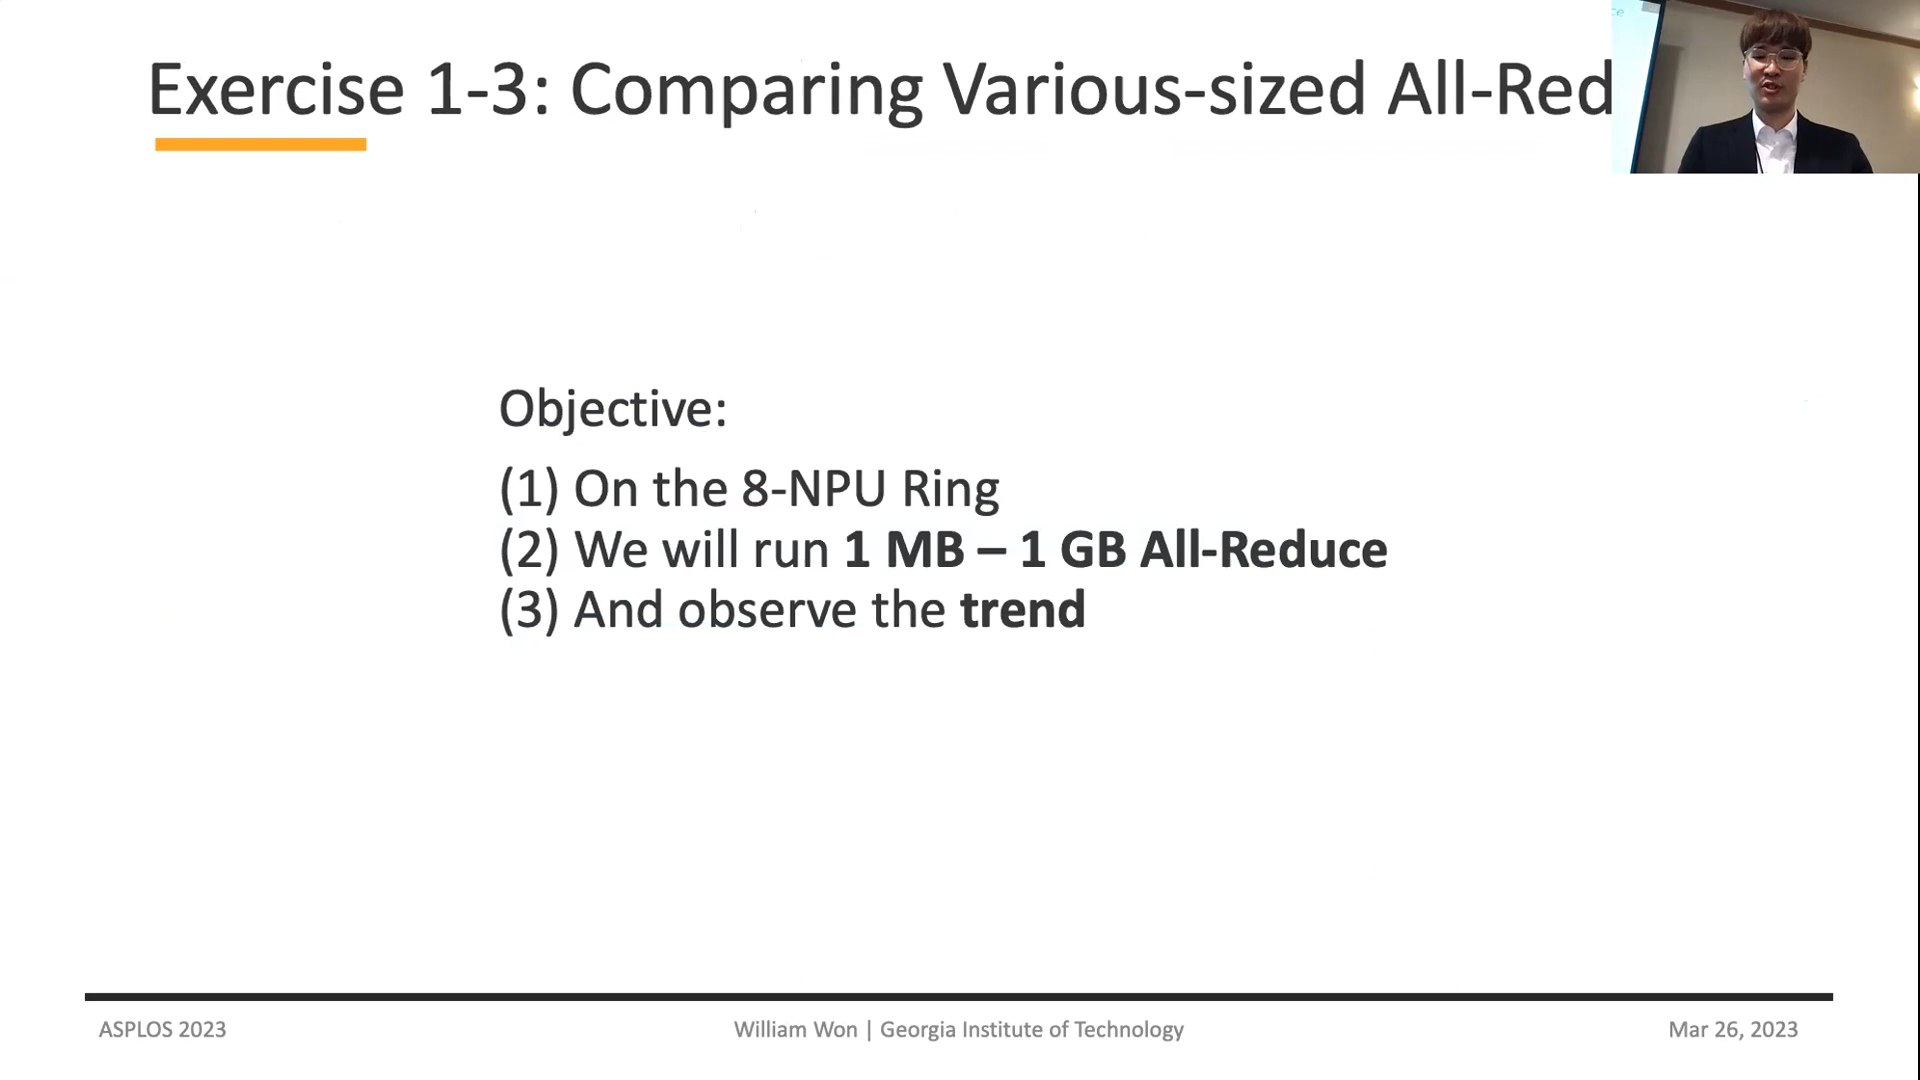 Exercise 1-3: Comparing Various-sized All-Red
ce
Objective:
(1) On the 8-NPU Ring
(2) We will run 1 MB – 1 GB All-Reduce
(3) And observe the trend
ASPLOS 2023
William Won | Georgia Institute of Technology
Mar 26, 2023